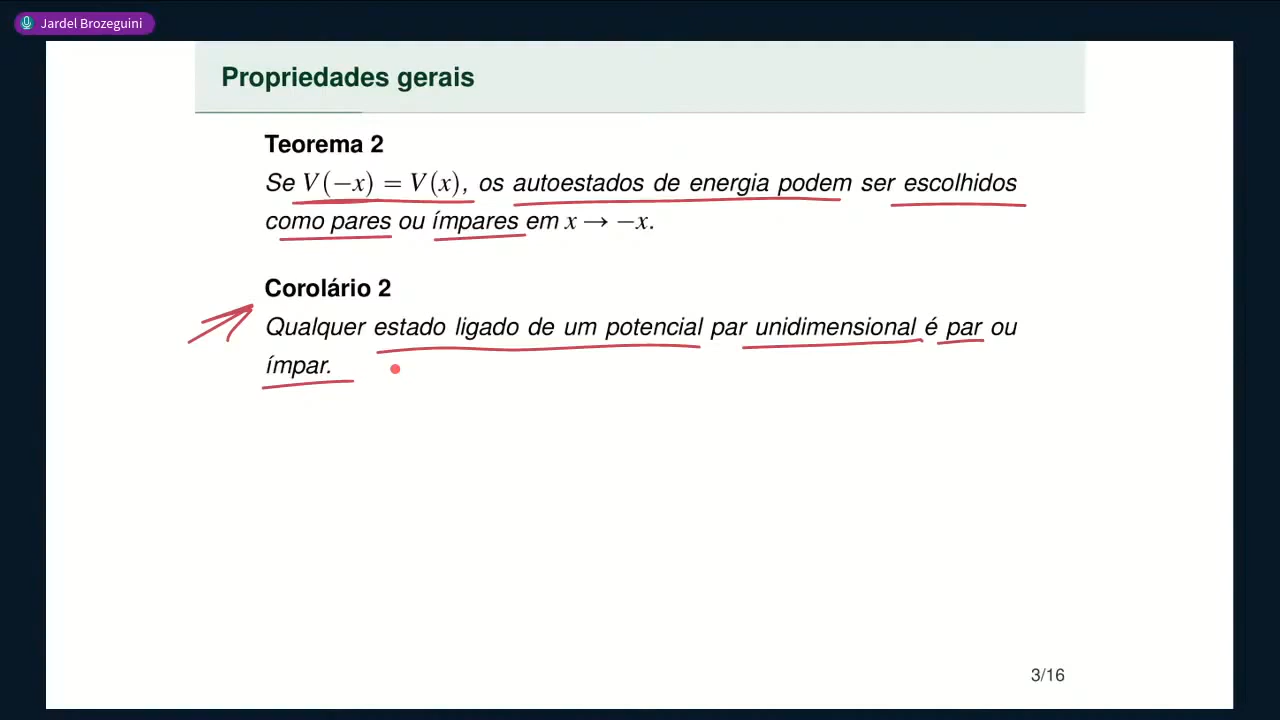 Jardel Brozeguini
Propriedades gerais
Teorema 2
Se V(−x) = V(x), os autoestados de energia podem ser escolhidos
como pares ou ímpares em x → −x.
Corolário 2
Qualquer estado ligado de um potencial par unidimensional é par ou
ímpar.
3/16